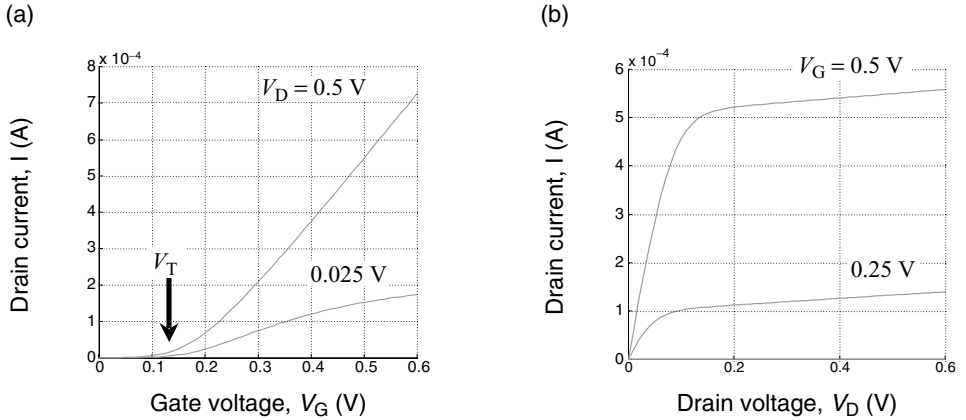 (a)
x 10⁻⁴
8
7
6
5
4
3
2
1
0
0
0.1
0.2
0.3
0.4
0.5
0.6
V_D = 0.5 V
0.025 V
V_T
Drain current, I (A)
Gate voltage, V_G (V)
(b)
x 10⁻⁴
6
5
4
3
2
1
0
0
0.2
0.4
0.6
V_G = 0.5 V
0.25 V
Drain current, I (A)
Drain voltage, V_D (V)